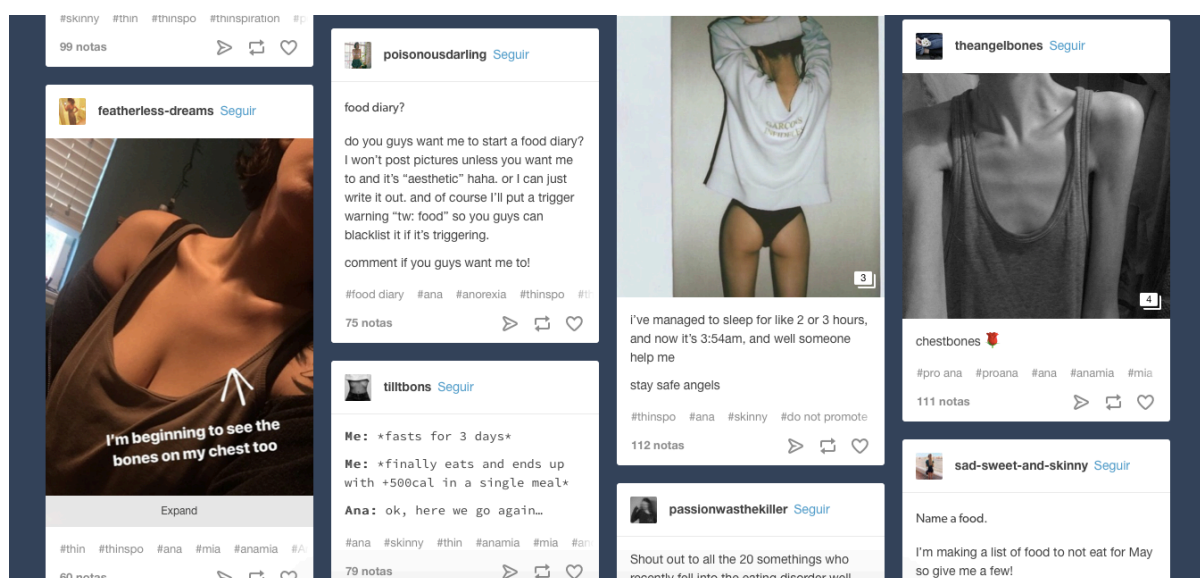 #skinny #thin #thinspo #thinspiration
99 notas
featherless-dreams Seguir
I'm beginning to see the
bones on my chest too
Expand
#thin #thinspo #ana #mia #anamia
60 notas
poisonousdarling Seguir
food diary?
do you guys want me to start a food diary?
I won't post pictures unless you want me
to and it's “aesthetic” haha. or I can just
write it out. and of course I'll put a trigger
warning “tw: food” so you guys can
blacklist it if it's triggering.
comment if you guys want me to!
#food diary #ana #anorexia #thinspo
75 notas
tilltbons Seguir
Me: *fasts for 3 days*
Me: *finally eats and ends up
with +500cal in a single meal*
Ana: ok, here we go again…
#ana #skinny #thin #anamia #mia
79 notas
3
i've managed to sleep for like 2 or 3 hours,
and now it's 3:54am, and well someone
help me
stay safe angels
#thinspo #ana #skinny #do not promote
112 notas
passionwasthekiller Seguir
Shout out to all the 20 somethings who
recently fell into the eating disorder well
theangelbones Seguir
4
chestbones
#pro ana #proana #ana #anamia #mia
111 notas
sad-sweet-and-skinny Seguir
Name a food.
I'm making a list of food to not eat for May
so give me a few!